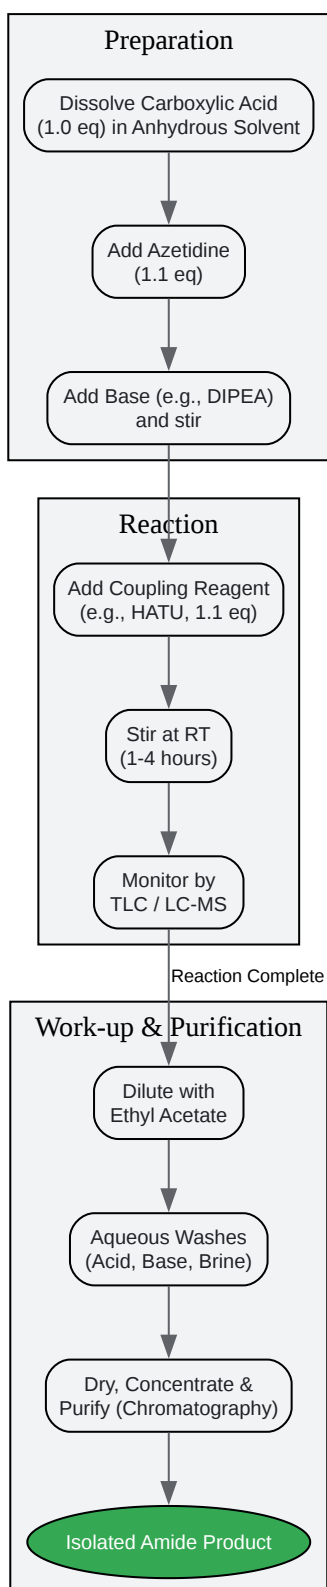 Preparation
Dissolve Carboxylic Acid
(1.0 eq) in Anhydrous Solvent
Add Azetidine
(1.1 eq)
Add Base (e.g., DIPEA)
and stir
Reaction
Add Coupling Reagent
(e.g., HATU, 1.1 eq)
Stir at RT
(1-4 hours)
Monitor by
TLC / LC-MS
Reaction Complete
Work-up & Purification
Dilute with
Ethyl Acetate
Aqueous Washes
(Acid, Base, Brine)
Dry, Concentrate &
Purify (Chromatography)
Isolated Amide Product